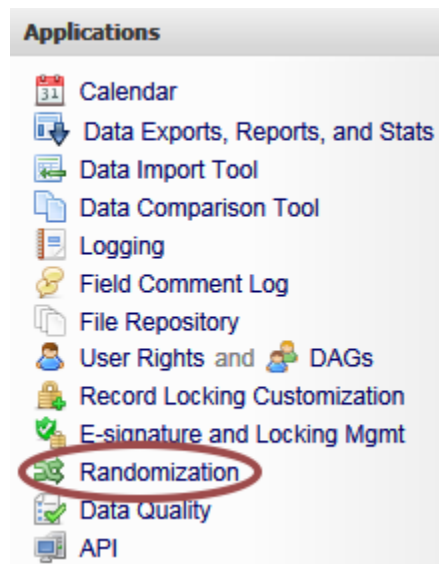 Applications
31 Calendar
Data Exports, Reports, and Stats
Data Import Tool
Data Comparison Tool
Logging
Field Comment Log
File Repository
User Rights and DAGs
Record Locking Customization
E-signature and Locking Mgmt
Randomization
Data Quality
API